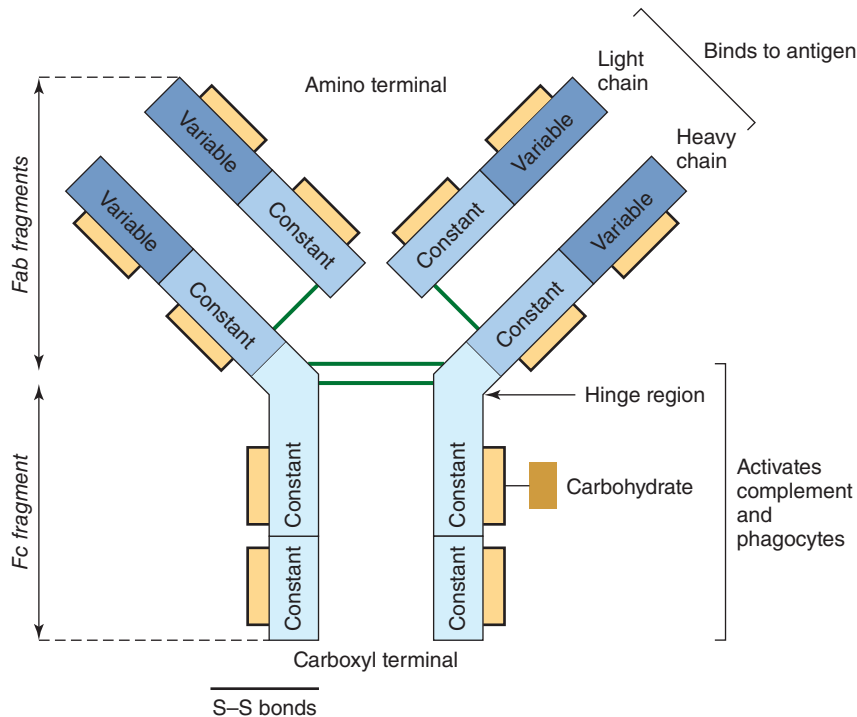 Amino terminal
Light
chain
Binds to antigen
Heavy
chain
Variable
Variable
Variable
Variable
Constant
Constant
Constant
Constant
Fab fragments
Hinge region
Fc fragment
Constant
Constant
Carbohydrate
Activates
complement
and
phagocytes
Constant
Constant
Carboxyl terminal
S–S bonds